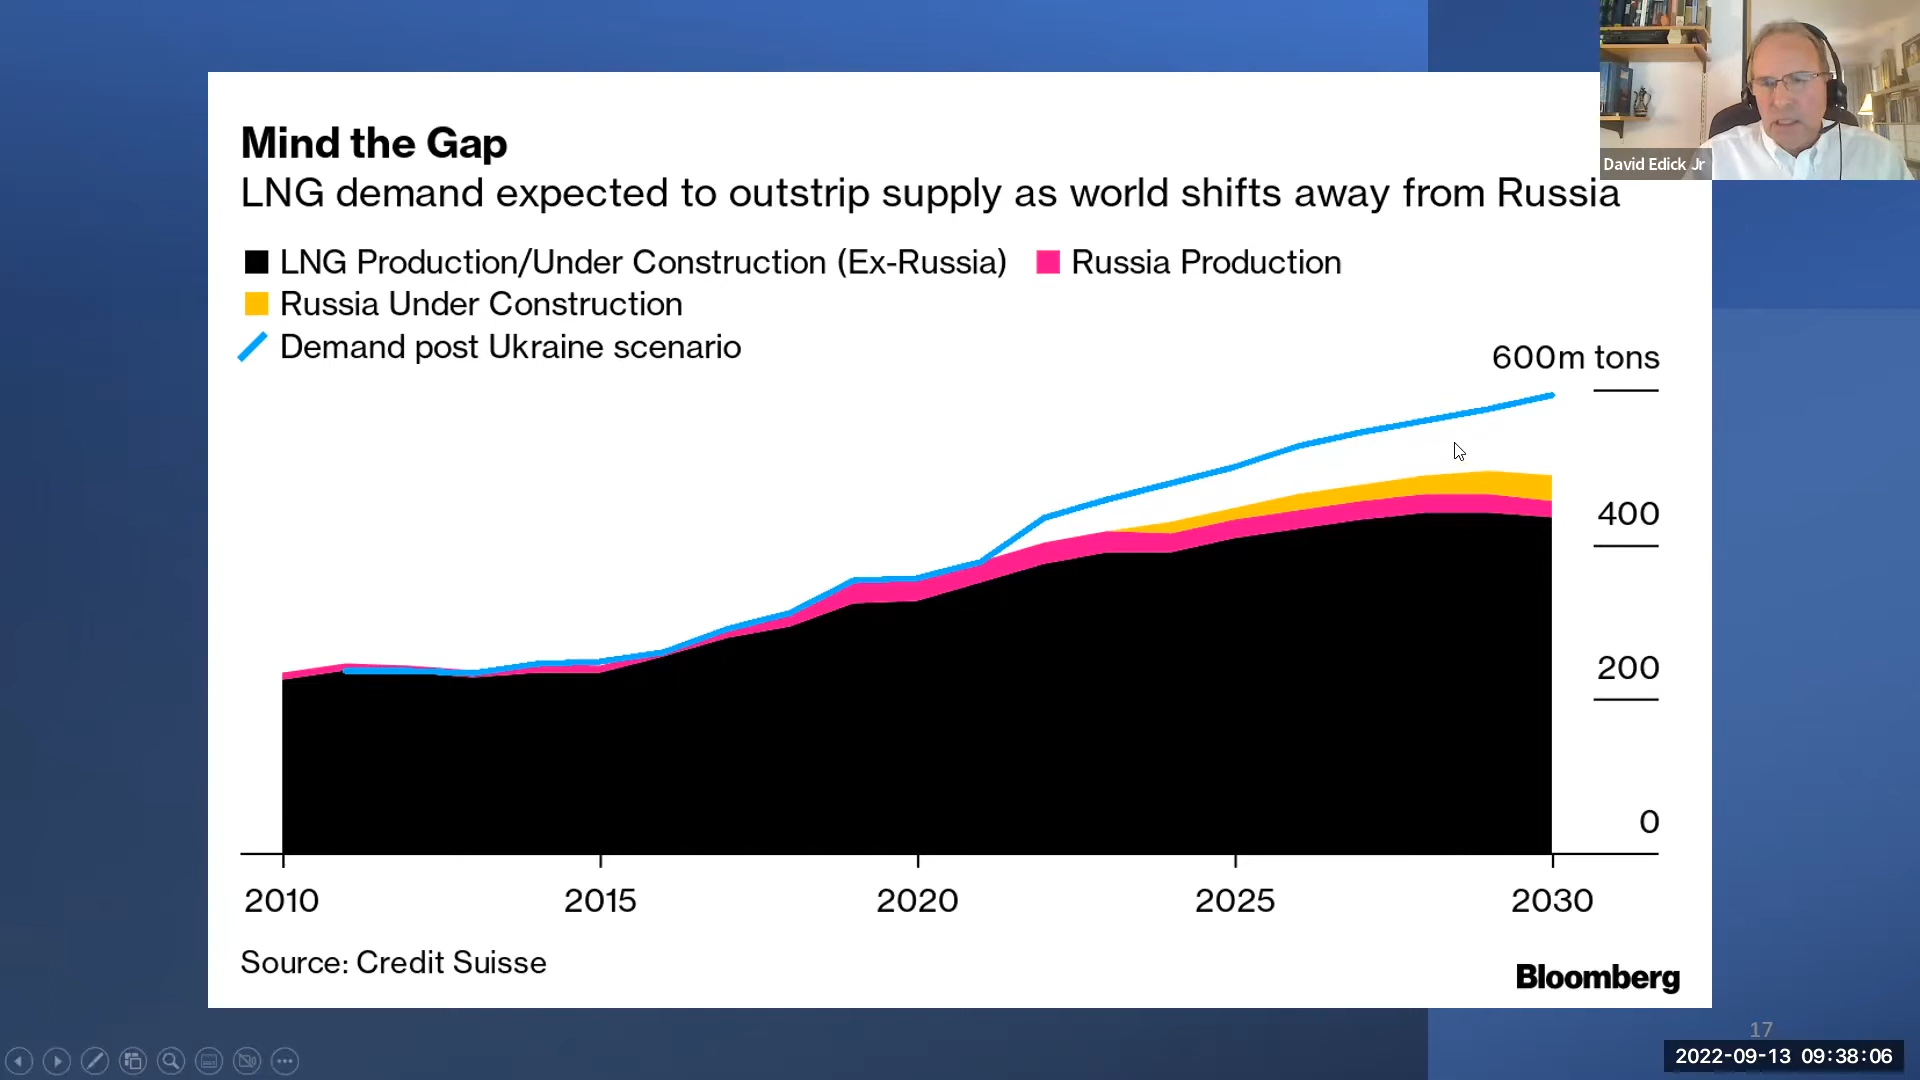 Mind the Gap
LNG demand expected to outstrip supply as world shifts away from Russia
LNG Production/Under Construction (Ex-Russia) Russia Production
Russia Under Construction
Demand post Ukraine scenario
600m tons
400
200
0
2010 2015 2020 2025 2030
Source: Credit Suisse
Bloomberg
David Edick Jr
17
2022-09-13 09:38:06